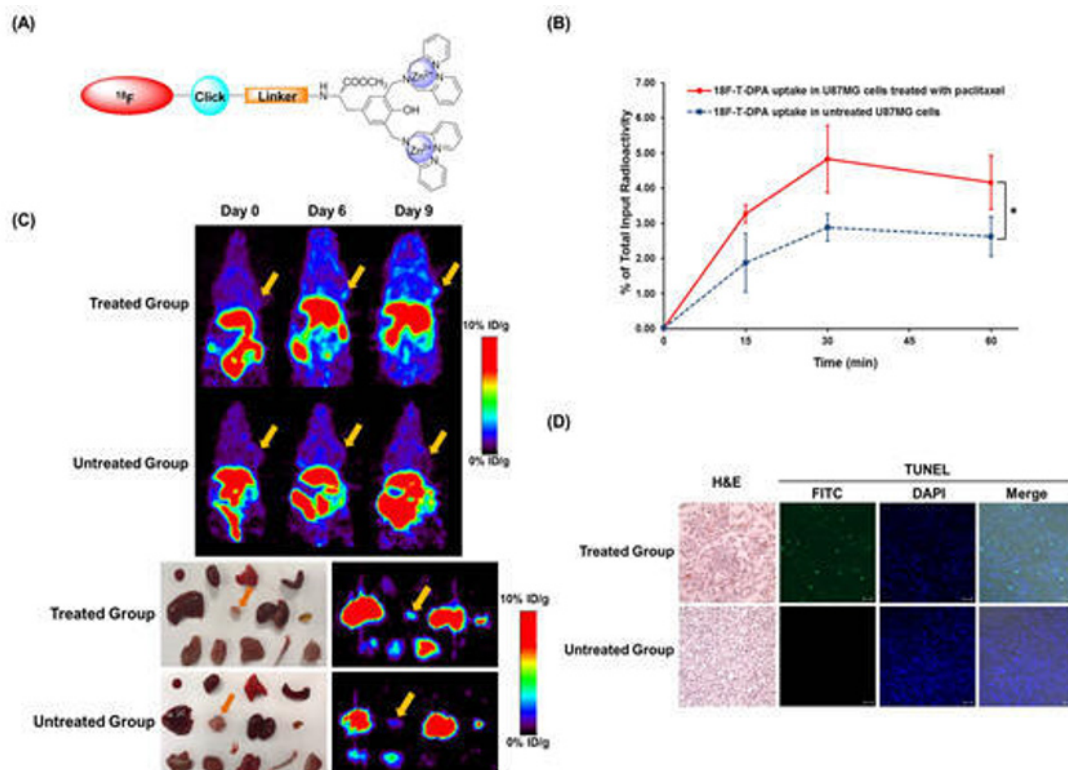 (A)
18F
Click
Linker
H
N
COOCH3
OH
N
Zn2+
N
N
N
Zn2+
N
N
(B)
18F-T-DPA uptake in U87MG cells treated with paclitaxel
18F-T-DPA uptake in untreated U87MG cells
% of Total Input Radioactivity
7.00
6.00
5.00
4.00
3.00
2.00
1.00
0.00
0 15 30 45 60
Time (min)
*
(C)
Day 0 Day 6 Day 9
Treated Group
Untreated Group
10% ID/g
0% ID/g
Treated Group
Untreated Group
10% ID/g
0% ID/g
(D)
TUNEL
H&E FITC DAPI Merge
Treated Group
Untreated Group